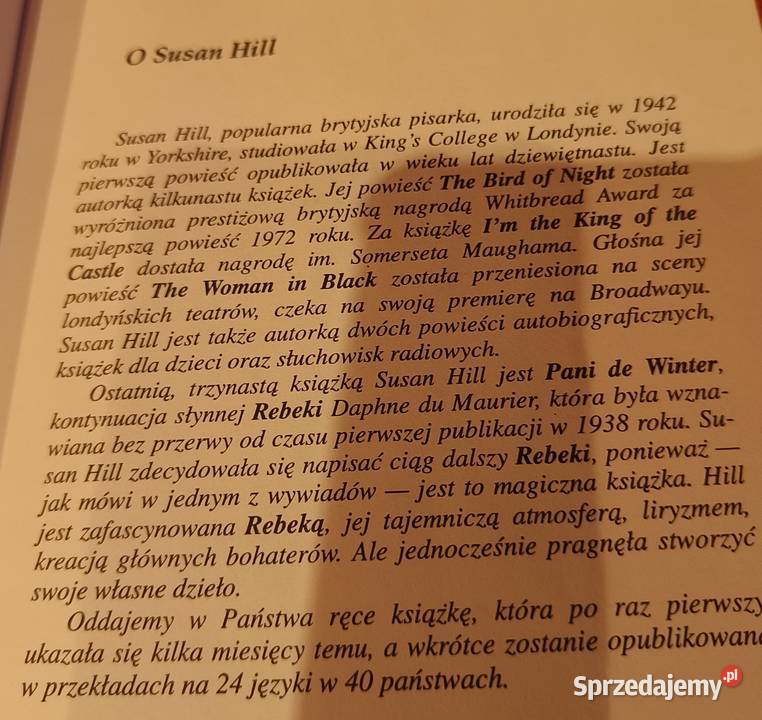 O Susan Hill
Susan Hill, popularna brytyjska pisarka, urodziła się w 1942
roku w Yorkshire, studiowała w King's College w Londynie. Swoją
pierwszą powieść opublikowała w wieku lat dziewiętnastu. Jest
autorką kilkunastu książek. Jej powieść The Bird of Night została
wyróżniona prestiżową brytyjską nagrodą Whitbread Award za
najlepszą powieść 1972 roku. Za książkę I'm the King of the
Castle dostała nagrodę im. Somerseta Maughama. Głośna jej
powieść The Woman in Black została przeniesiona na sceny
londyńskich teatrów, czeka na swoją premierę na Broadwayu.
Susan Hill jest także autorką dwóch powieści autobiograficznych,
książek dla dzieci oraz słuchowisk radiowych.
Ostatnią, trzynastą książką Susan Hill jest Pani de Winter,
kontynuacja słynnej Rebeki Daphne du Maurier, która była wzna-
wiana bez przerwy od czasu pierwszej publikacji w 1938 roku. Su-
san Hill zdecydowała się napisać ciąg dalszy Rebeki, ponieważ —
jak mówi w jednym z wywiadów — jest to magiczna książka. Hill
jest zafascynowana Rebeką, jej tajemniczą atmosferą, liryzmem,
kreacją głównych bohaterów. Ale jednocześnie pragnęła stworzyć
swoje własne dzieło.
Oddajemy w Państwa ręce książkę, która po raz pierwszy
ukazała się kilka miesięcy temu, a wkrótce zostanie opublikowana
w przekładach na 24 języki w 40 państwach.
Sprzedajemy.pl